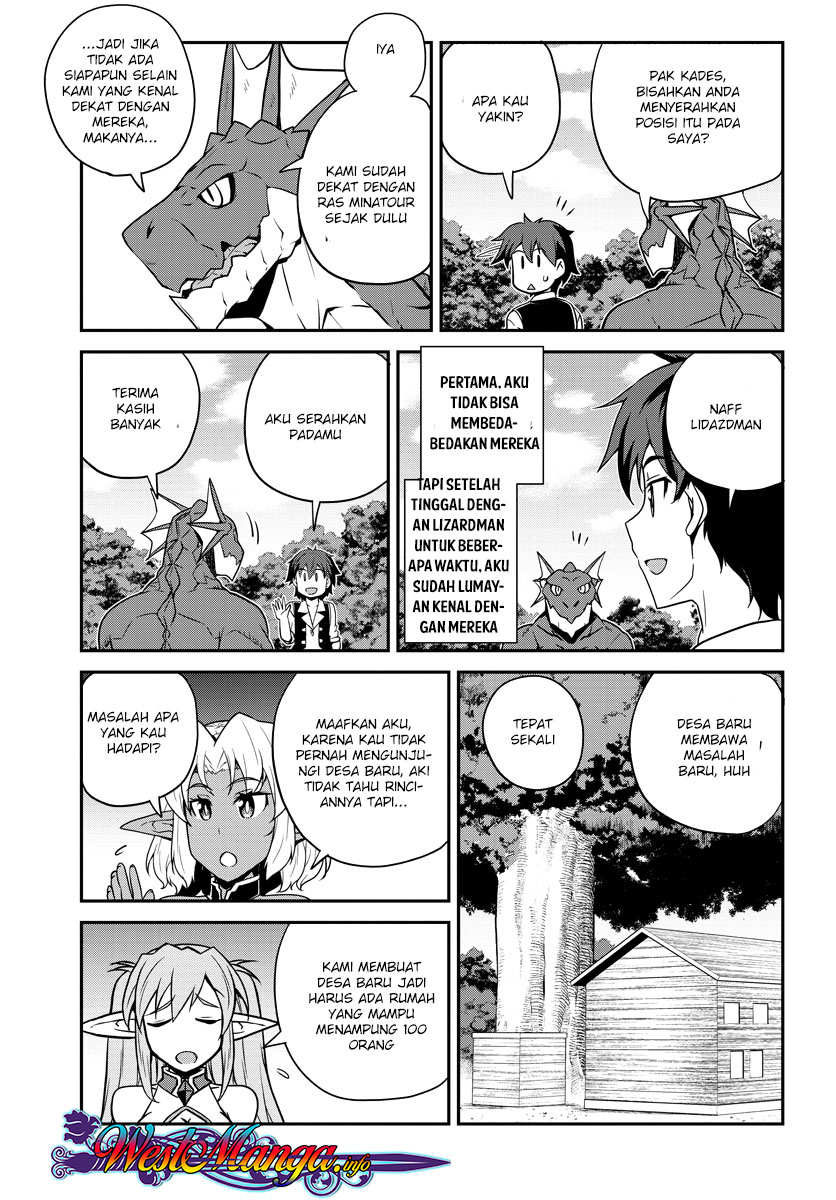 PAK KADES,
BISAHKAN ANDA
MENYERAHKAN
POSISI ITU PADA
SAYA?
APA KAU
YAKIN?
IYA
KAMI SUDAH
DEKAT DENGAN
RAS MINATOUR
SEJAK DULU
...JADI JIKA
TIDAK ADA
SIAPAPUN SELAIN
KAMI YANG KENAL
DEKAT DENGAN
MEREKA,
MAKANYA...
NAFF
LIDAZDMAN
PERTAMA, AKU
TIDAK BISA
MEMBEDA-
BEDAKAN MEREKA
TAPI SETELAH
TINGGAL DENG-
AN LIZARDMAN
UNTUK BEBER-
APA WAKTU, AKU
SUDAH LUMAY-
AN KENAL DEN-
GAN MEREKA
AKU SERAHKAN
PADAMU
TERIMA
KASIH
BANYAK
DESA BARU
MEMBAWA
MASALAH
BARU, HUH
TEPAT
SEKALI
MAAFKAN AKU,
KARENA KAU TIDAK
PERNAH MENGUNJU-
NGI DESA BARU, AKI
TIDAK TAHU RINCI-
ANNYA TAPI...
MASALAH APA
YANG KAU
HADAPI?
KAMI MEMBUAT
DESA BARU JADI
HARUS ADA RUMAH
YANG MAMPU
MENAMPUNG 100
ORANG
WestManga.info